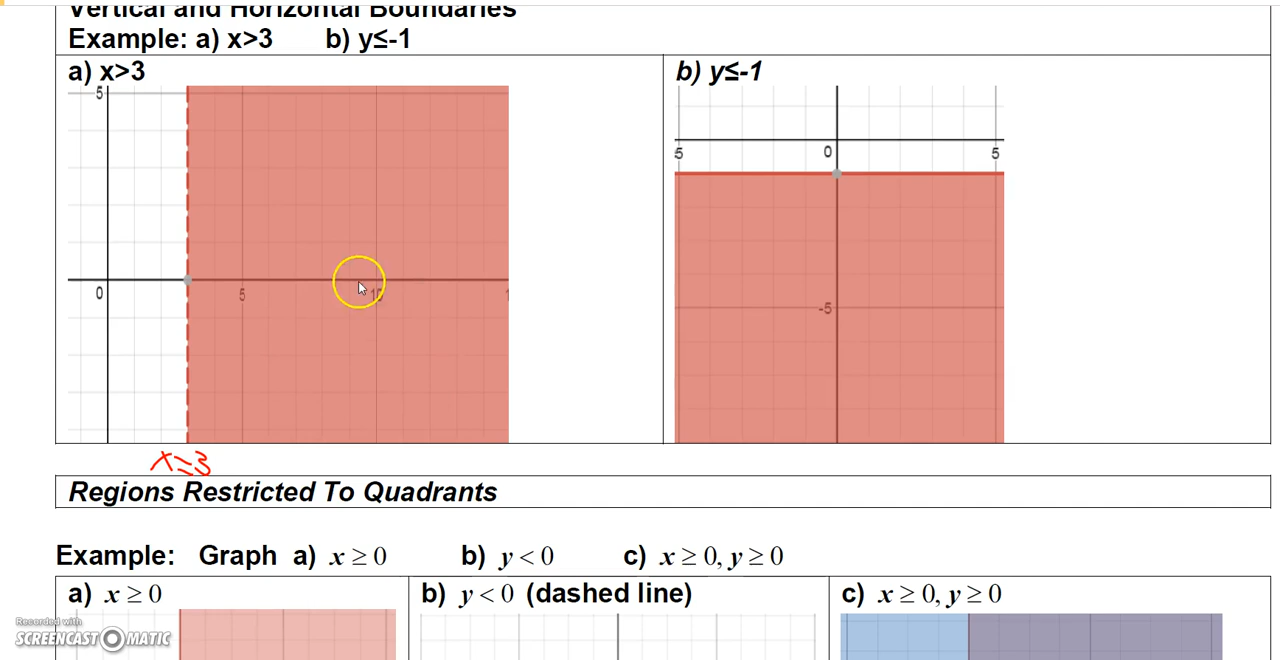 Vertical and Horizontal Boundaries
Example: a) x>3 b) y≤-1
a) x>3
b) y≤-1
5
0
5
10
1
5
0
5
-5
x=3
Regions Restricted To Quadrants
Example: Graph a) x ≥ 0 b) y < 0 c) x ≥ 0, y ≥ 0
a) x ≥ 0
b) y < 0 (dashed line)
c) x ≥ 0, y ≥ 0
Recorded with
SCREENCAST-O-MATIC